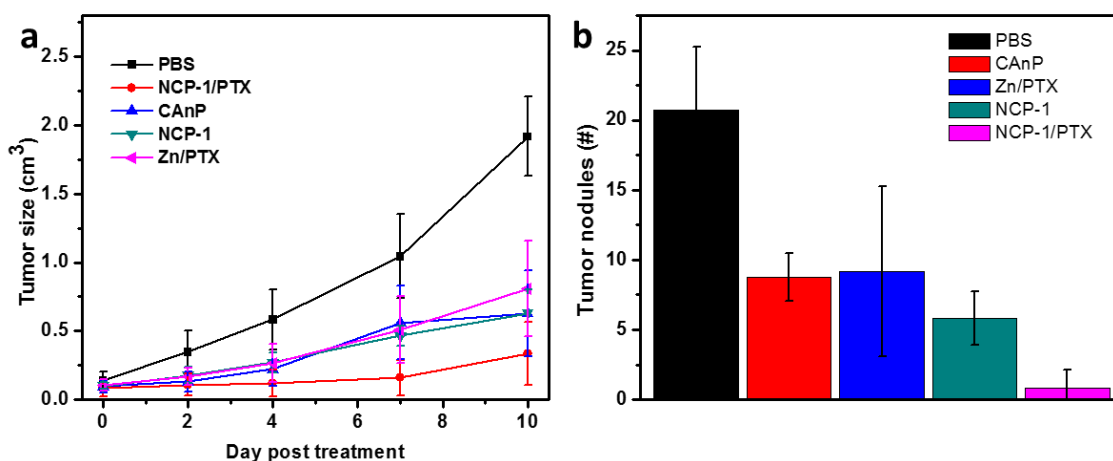 a
Tumor size (cm³)
2.5
2.0
1.5
1.0
0.5
0.0
PBS
NCP-1/PTX
CAnP
NCP-1
Zn/PTX
0
2
4
6
8
10
Day post treatment
b
Tumor nodules (#)
25
20
15
10
5
0
PBS
CAnP
Zn/PTX
NCP-1
NCP-1/PTX